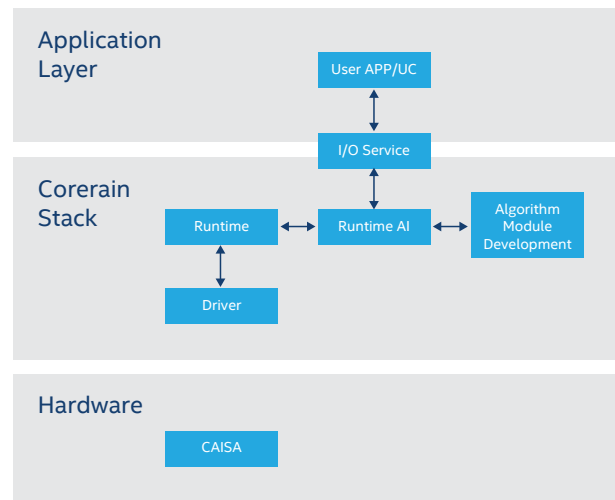 Application
Layer
User APP/UC
I/O Service
Corerain
Stack
Runtime
Runtime AI
Algorithm
Module
Development
Driver
Hardware
CAISA